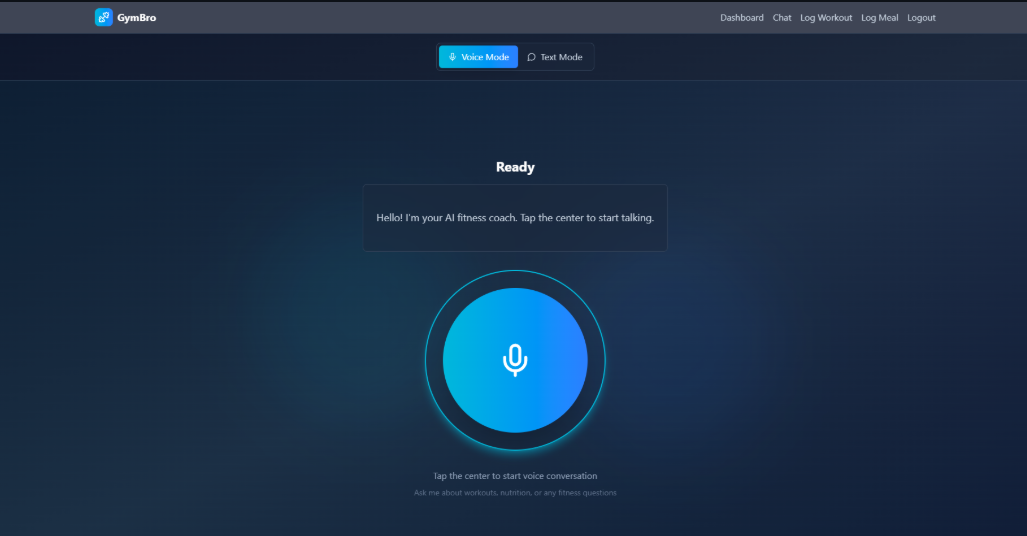 GymBro
Dashboard Chat Log Workout Log Meal Logout
Voice Mode Text Mode
Ready
Hello! I'm your AI fitness coach. Tap the center to start talking.
Tap the center to start voice conversation
Ask me about workouts, nutrition, or any fitness questions